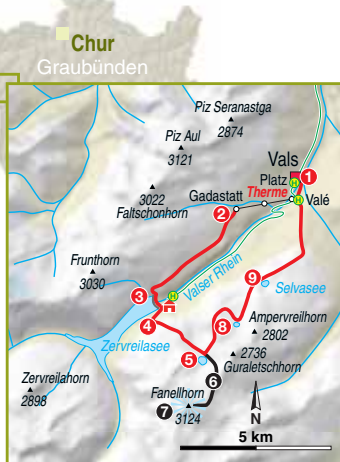 Chur
Graubünden
Piz Seranastga
2874
Piz Aul
3121
Vals
Platz
H
1
Therme
3022
Faltschonhorn
Gadastatt
2
H
Valé
Frunthorn
3030
3
H
Valser Rhein
9
Selvasee
4
8
Ampervreilhorn
2802
Zervreilasee
5
2736
Guraletschhorn
6
Zervreilahorn
2898
Fanellhorn
7
3124
N
5 km